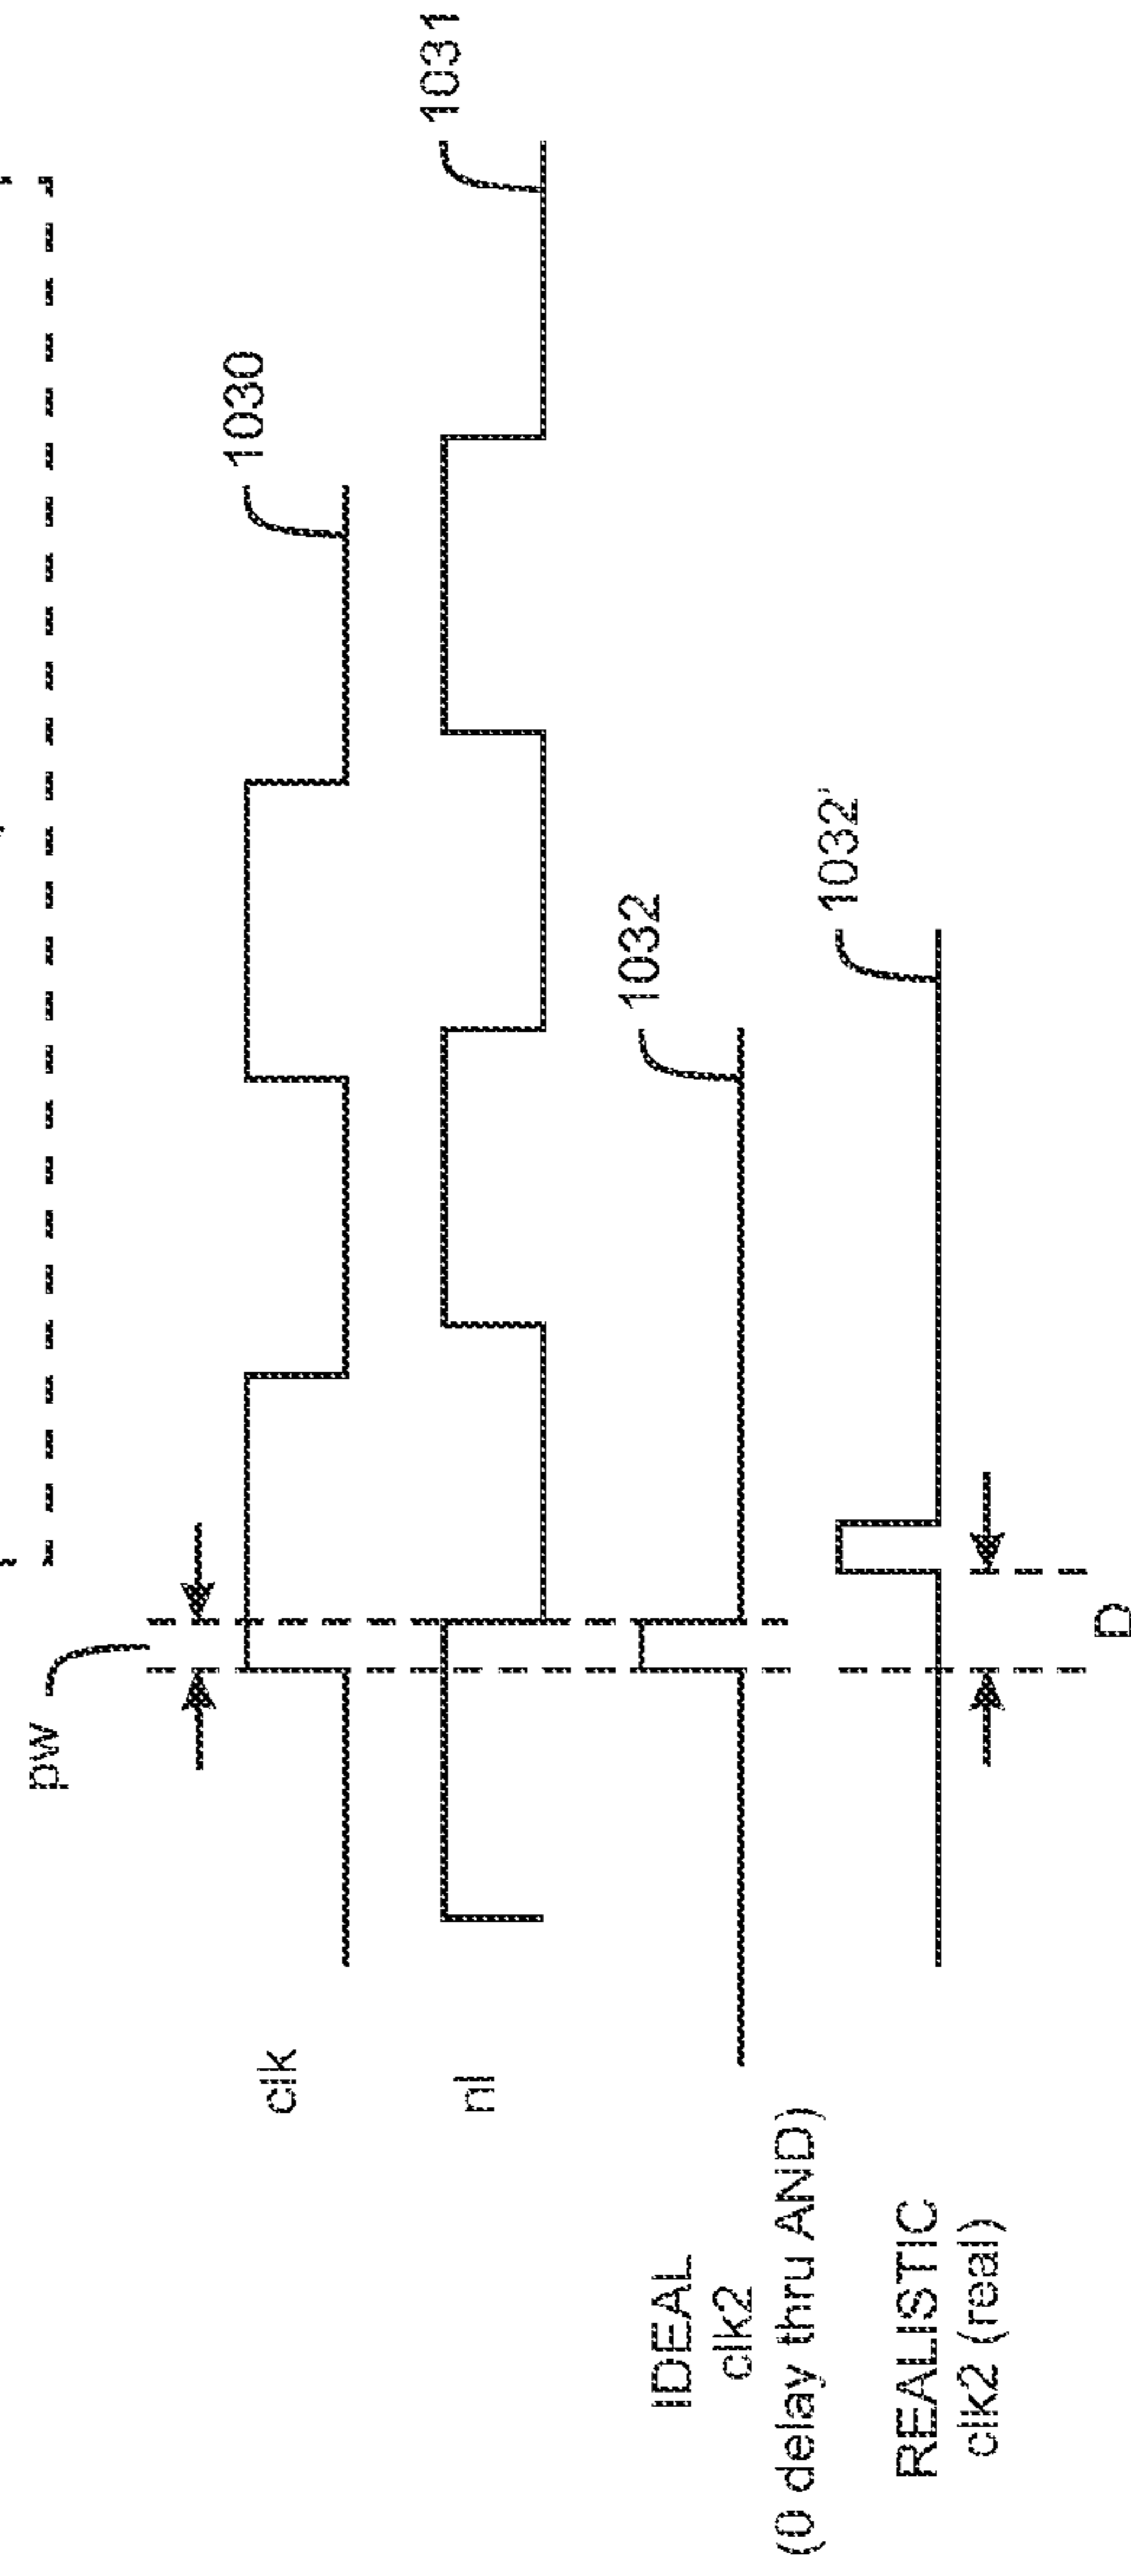 pw
clk
1030
nl
1031
IDEAL
clk2
(0 delay thru AND)
1032
REALISTIC
clk2 (real)
1032'
D